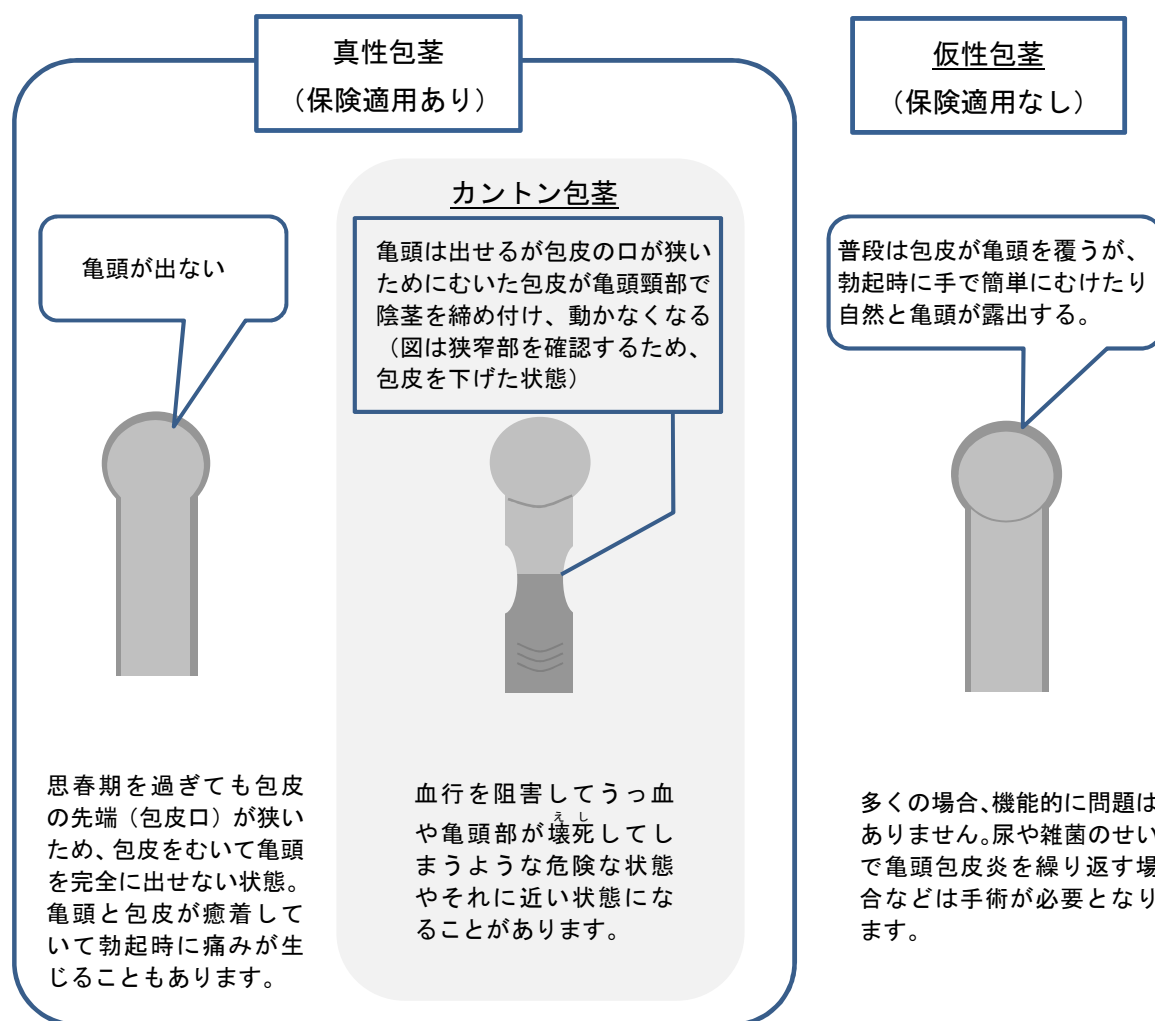 真性包茎
（保険適用あり）
仮性包茎
（保険適用なし）
カントン包茎
亀頭が出ない
亀頭は出せるが包皮の口が狭い
ためにむいた包皮が亀頭頸部で
陰茎を締め付け、動かなくなる
（図は狭窄部を確認するため、
包皮を下げた状態）
普段は包皮が亀頭を覆うが、
勃起時に手で簡単にむけたり
自然と亀頭が露出する。
思春期を過ぎても包皮
の先端（包皮口）が狭い
ため、包皮をむいて亀頭
を完全に出せない状態。
亀頭と包皮が癒着して
いて勃起時に痛みが生
じることもあります。
血行を阻害してうっ血
えし
や亀頭部が壊死してし
まうような危険な状態
やそれに近い状態にな
ることがあります。
多くの場合、機能的に問題は
ありません。尿や雑菌のせい
で亀頭包皮炎を繰り返す場
合などは手術が必要となり
ます。